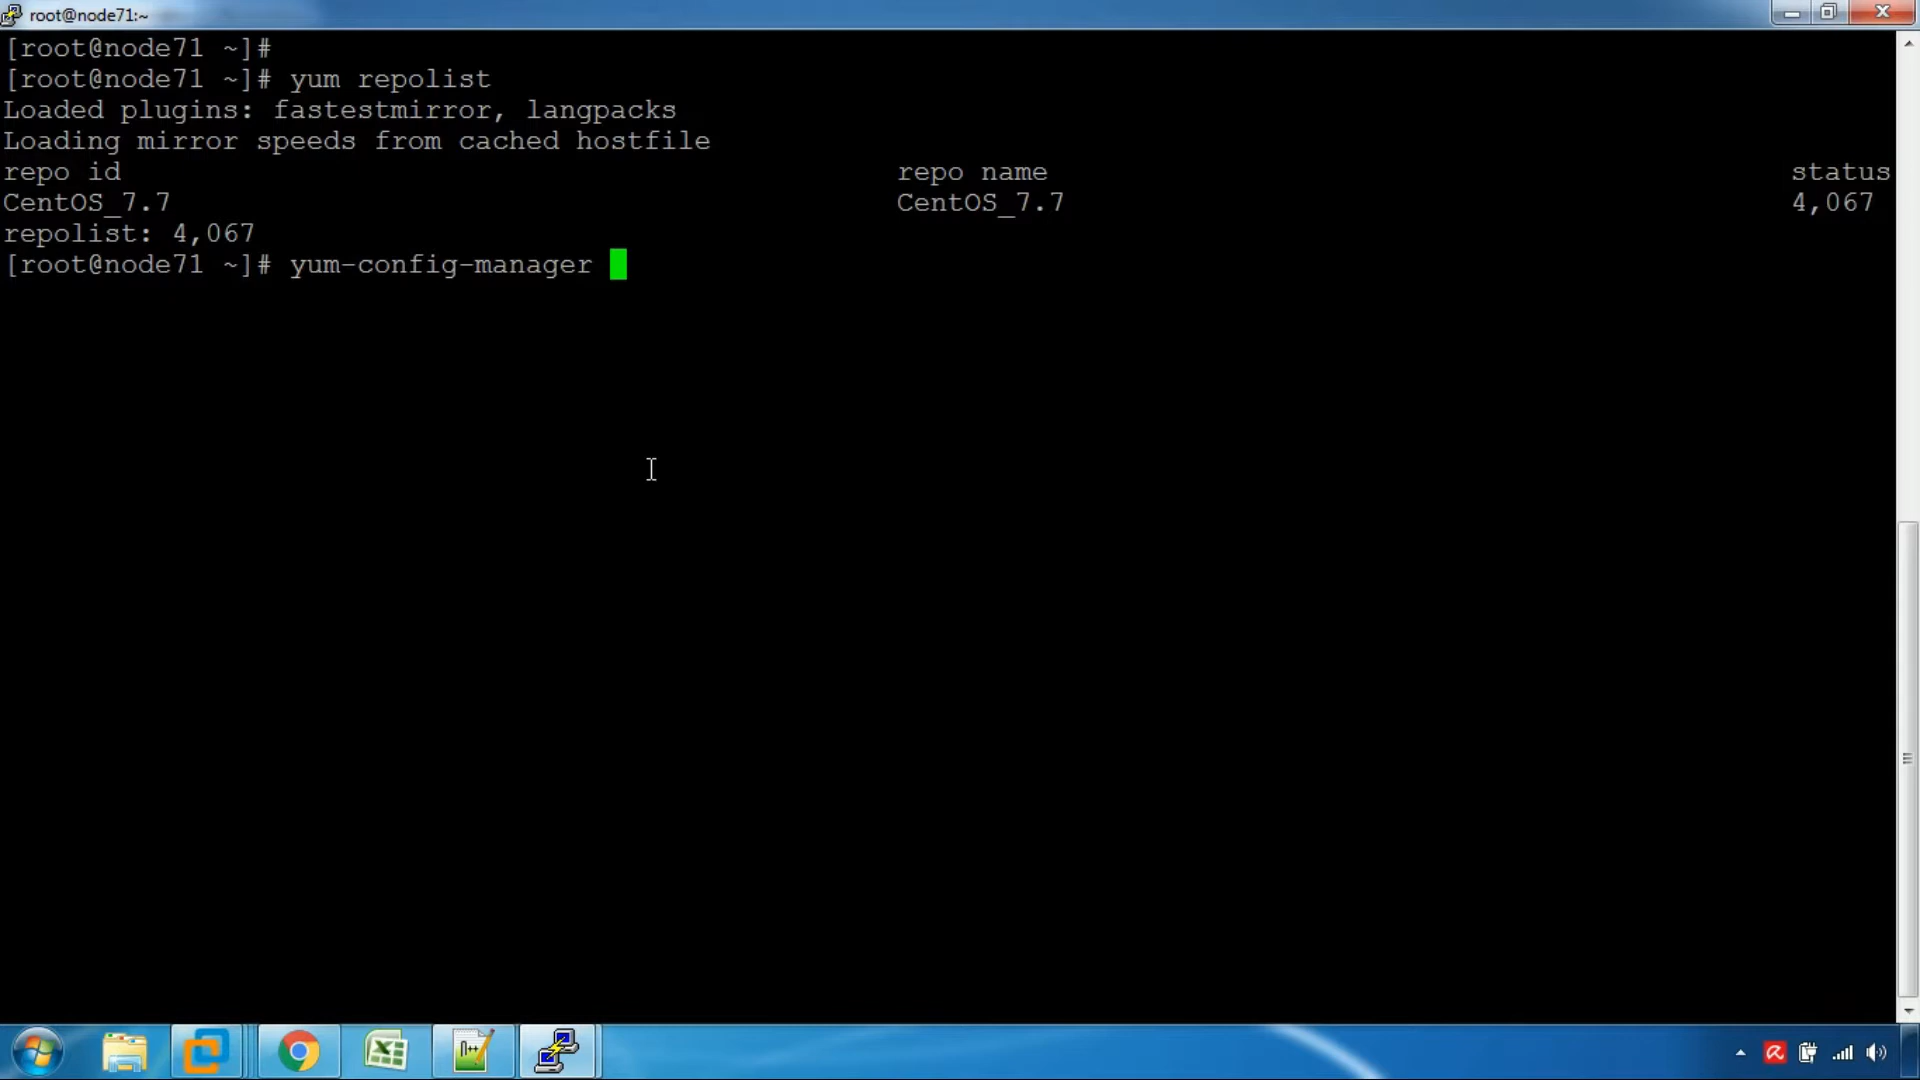 root@node71:~
[root@node71 ~]#
[root@node71 ~]# yum repolist
Loaded plugins: fastestmirror, langpacks
Loading mirror speeds from cached hostfile
repo id repo name status
CentOS_7.7 CentOS_7.7 4,067
repolist: 4,067
[root@node71 ~]# yum-config-manager